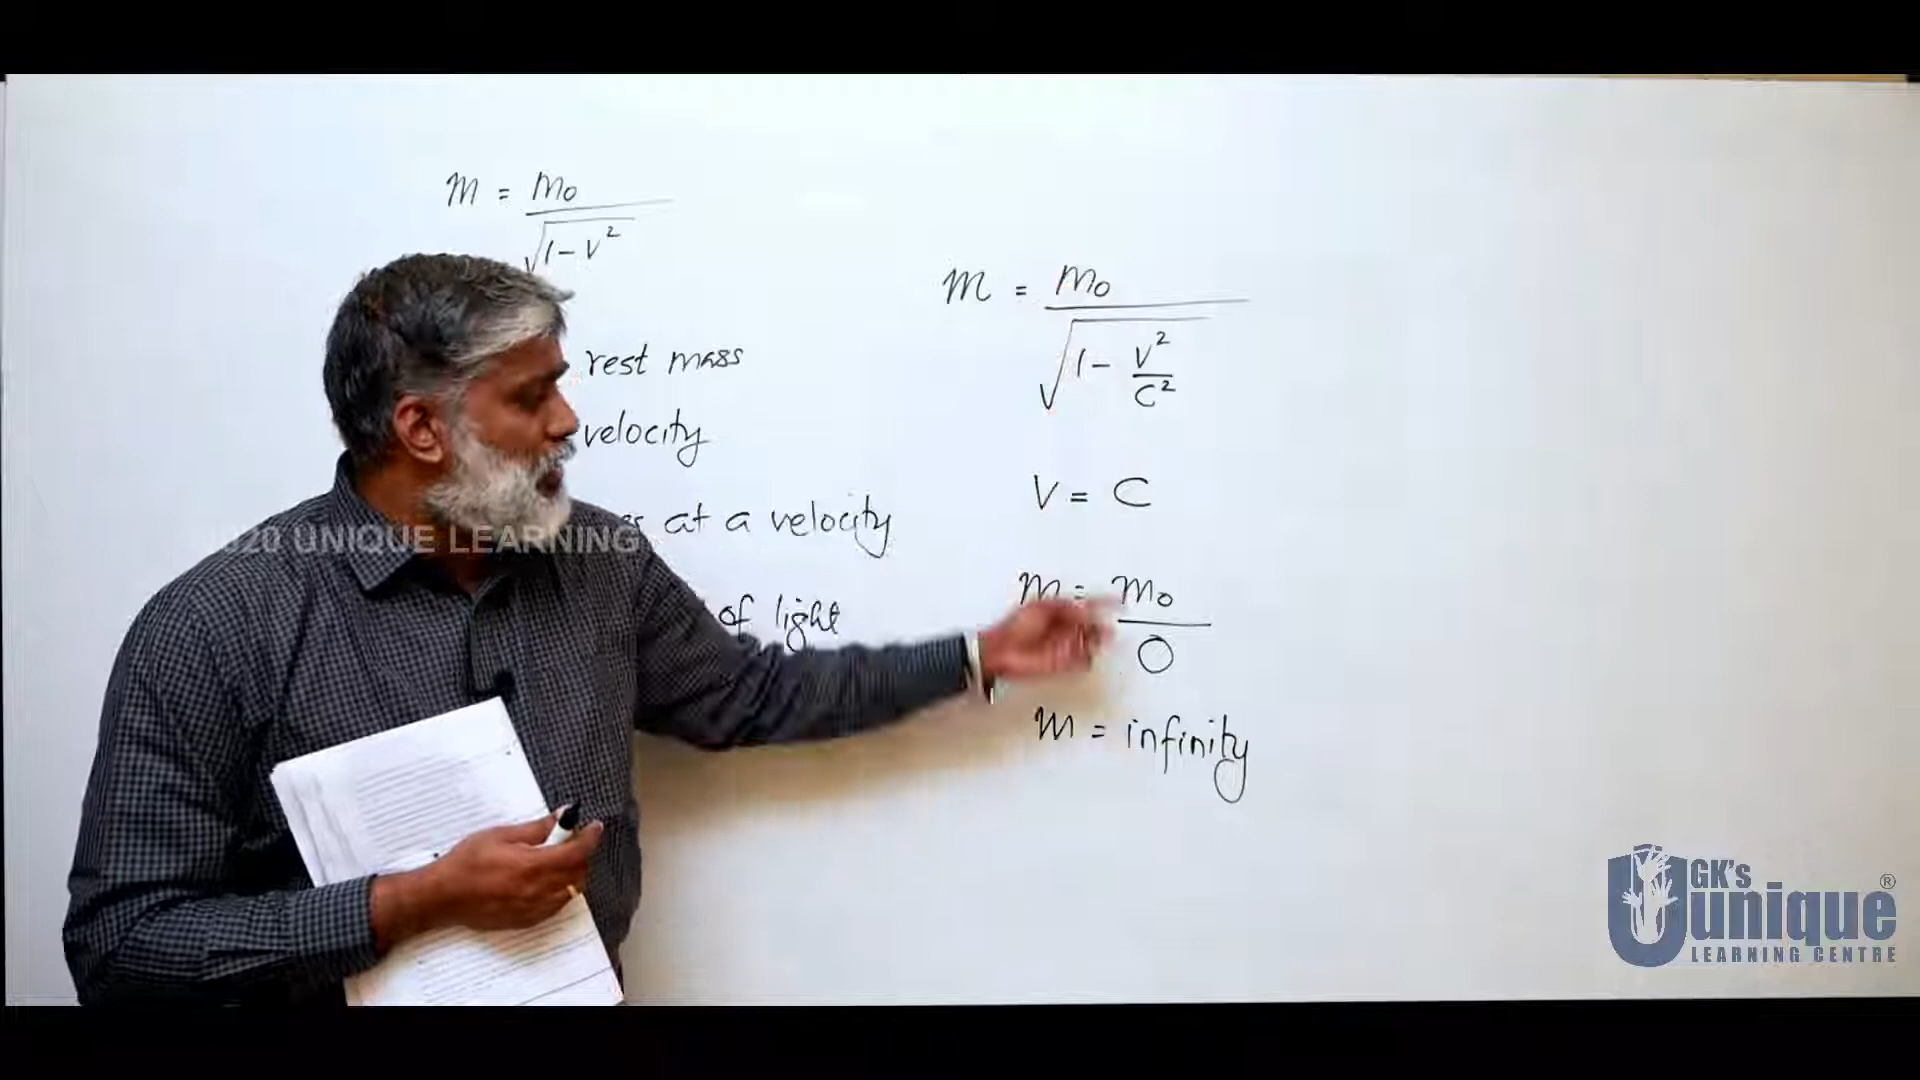 m = m₀
√1 - v²
rest mass
velocity
at a velocity
of light
m = m₀
√1 - v²/c²
v = c
m = m₀
0
m = infinity
2020 UNIQUE LEARNING
GK's
unique®
LEARNING CENTRE